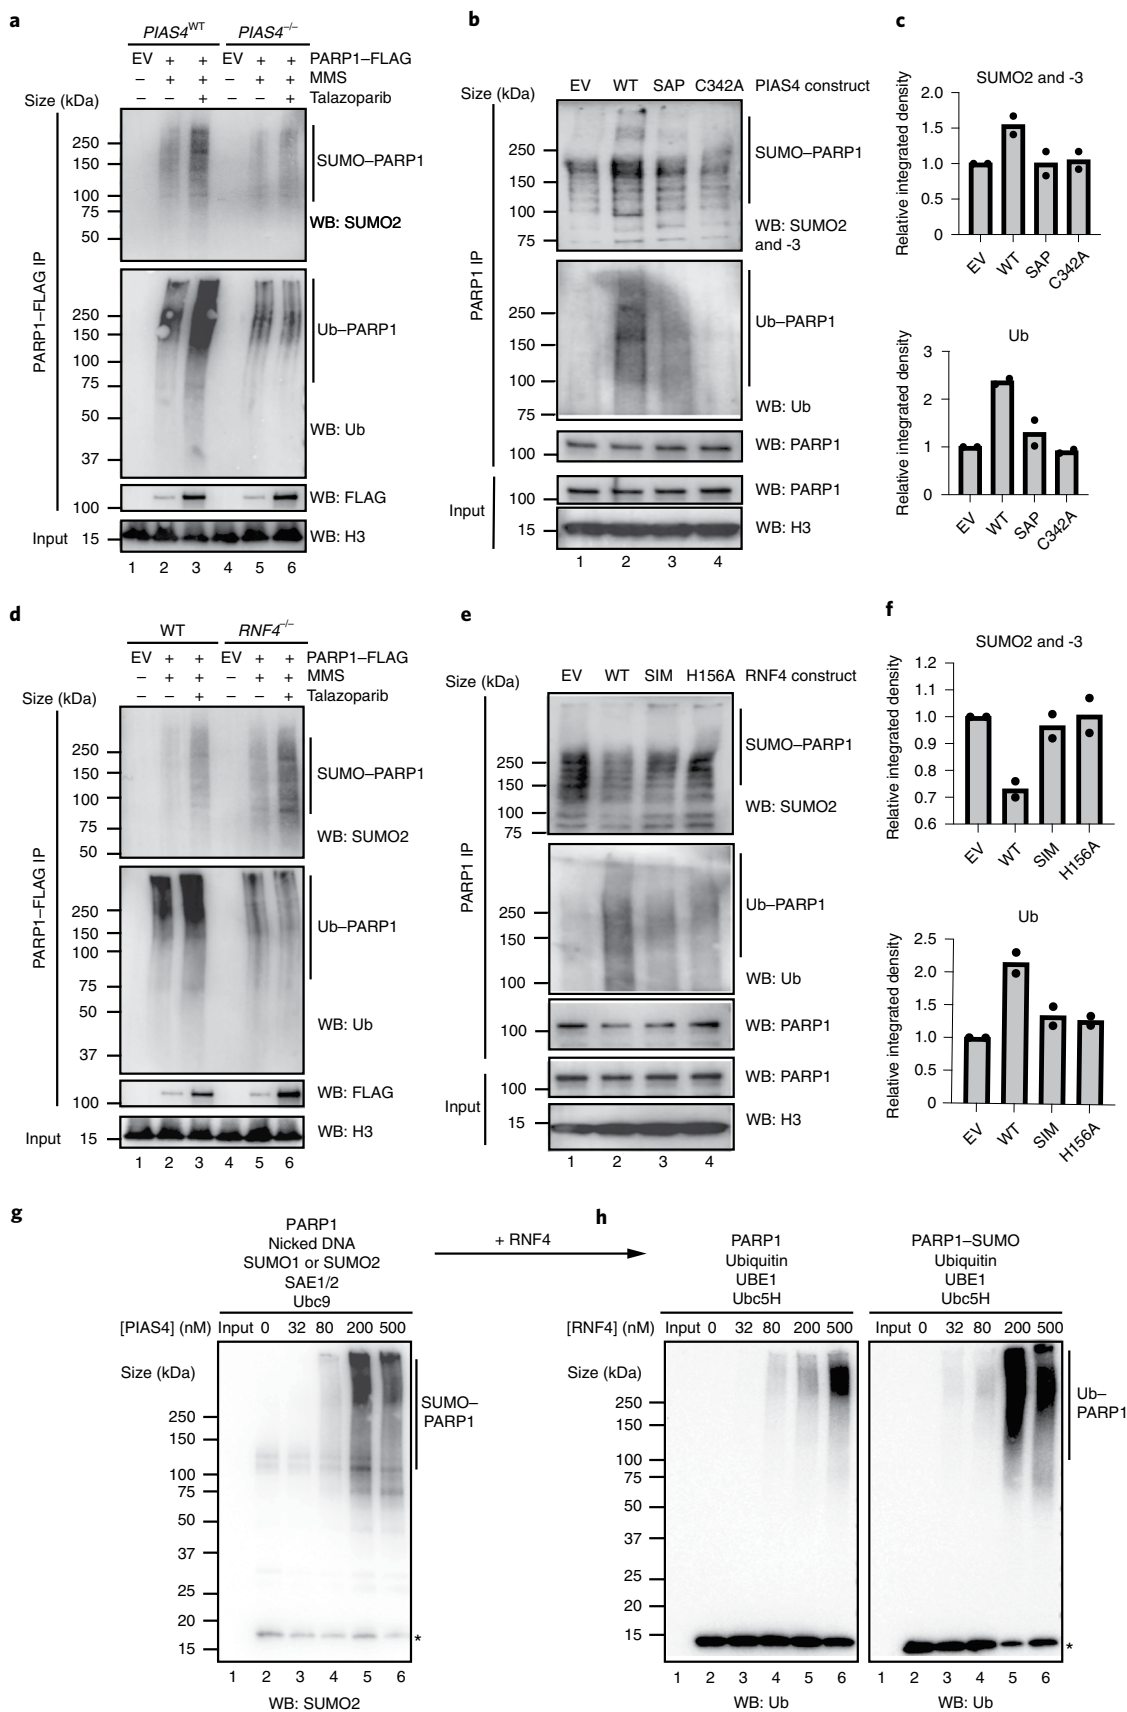 a
PIAS4WT PIAS4–/–
EV + + EV + + PARP1–FLAG
– + + – + + MMS
– – + – – + Talazoparib
Size (kDa)
250
150
100
75
50
SUMO–PARP1
WB: SUMO2
PARP1–FLAG IP
250
150
100
75
50
37
Ub–PARP1
WB: Ub
100
WB: FLAG
Input 15
WB: H3
1 2 3 4 5 6
b
Size (kDa)
EV WT SAP C342A PIAS4 construct
250
150
100
75
SUMO–PARP1
WB: SUMO2
and -3
PARP1 IP
250
150
100
75
Ub–PARP1
WB: Ub
100
WB: PARP1
Input
100
WB: PARP1
15
WB: H3
1 2 3 4
c
SUMO2 and -3
Relative integrated density
2.0
1.5
1.0
0.5
0
EV WT SAP C342A
Ub
Relative integrated density
3
2
1
0
EV WT SAP C342A
d
WT RNF4–/–
EV + + EV + + PARP1–FLAG
– + + – + + MMS
– – + – – + Talazoparib
Size (kDa)
250
150
100
75
50
SUMO–PARP1
WB: SUMO2
PARP1–FLAG IP
250
150
100
75
50
37
Ub–PARP1
WB: Ub
100
WB: FLAG
Input 15
WB: H3
1 2 3 4 5 6
e
Size (kDa)
EV WT SIM H156A RNF4 construct
250
150
100
75
SUMO–PARP1
WB: SUMO2
PARP1 IP
250
150
100
Ub–PARP1
WB: Ub
100
WB: PARP1
Input
100
WB: PARP1
15
WB: H3
1 2 3 4
f
SUMO2 and -3
Relative integrated density
1.2
1.1
1.0
0.9
0.8
0.7
0.6
EV WT SIM H156A
Ub
Relative integrated density
2.5
2.0
1.5
1.0
0.5
0
EV WT SIM H156A
g
PARP1
Nicked DNA
SUMO1 or SUMO2
SAE1/2
Ubc9
+ RNF4
[PIAS4] (nM) Input 0 32 80 200 500
Size (kDa)
250
150
100
75
50
37
25
20
15
SUMO–
PARP1
*
1 2 3 4 5 6
WB: SUMO2
h
PARP1
Ubiquitin
UBE1
Ubc5H
PARP1–SUMO
Ubiquitin
UBE1
Ubc5H
[RNF4] (nM) Input 0 32 80 200 500 Input 0 32 80 200 500
Size (kDa)
250
150
100
75
50
37
25
20
15
Ub–
PARP1
*
1 2 3 4 5 6 1 2 3 4 5 6
WB: Ub WB: Ub